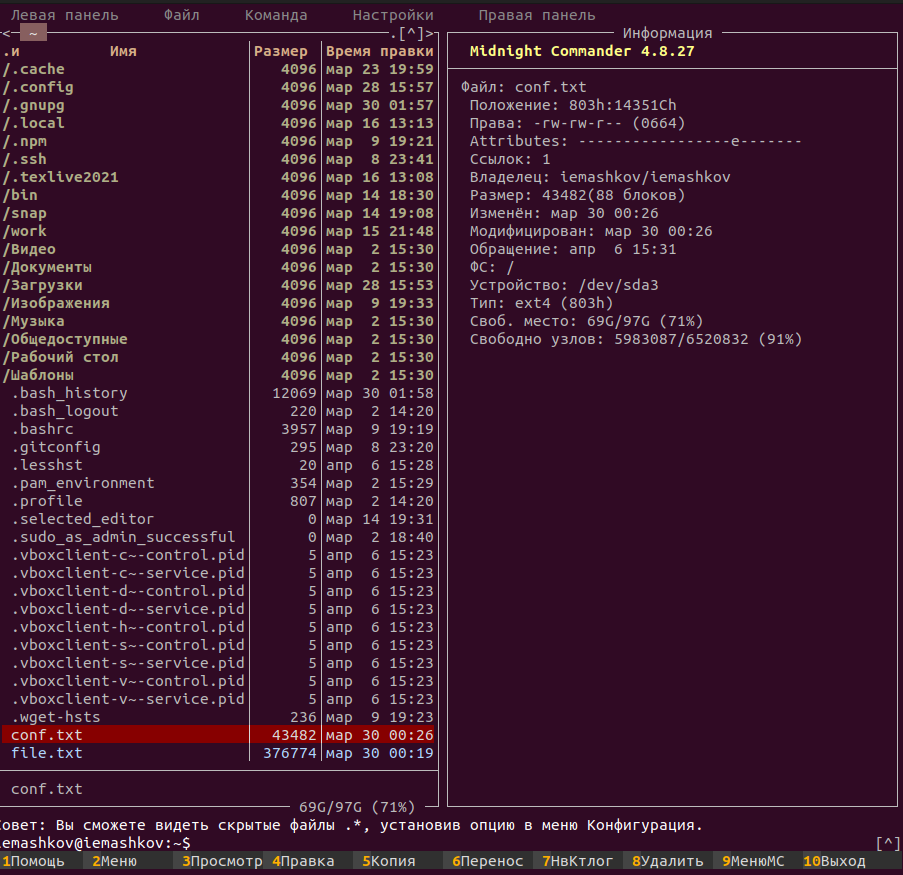 Левая панель Файл Команда Настройки Правая панель
<─ ~ ─.[^]>
.и Имя Размер Время правки
/.cache 4096 мар 23 19:59
/.config 4096 мар 28 15:57
/.gnupg 4096 мар 30 01:57
/.local 4096 мар 16 13:13
/.npm 4096 мар 9 19:21
/.ssh 4096 мар 8 23:41
/.texlive2021 4096 мар 16 13:08
/bin 4096 мар 14 18:30
/snap 4096 мар 14 19:08
/work 4096 мар 15 21:48
/Видео 4096 мар 2 15:30
/Документы 4096 мар 2 15:30
/Загрузки 4096 мар 28 15:53
/Изображения 4096 мар 9 19:33
/Музыка 4096 мар 2 15:30
/Общедоступные 4096 мар 2 15:30
/Рабочий стол 4096 мар 2 15:30
/Шаблоны 4096 мар 2 15:30
.bash_history 12069 мар 30 01:58
.bash_logout 220 мар 2 14:20
.bashrc 3957 мар 9 19:19
.gitconfig 295 мар 8 23:20
.lesshst 20 апр 6 15:28
.pam_environment 354 мар 2 15:29
.profile 807 мар 2 14:20
.selected_editor 0 мар 14 19:31
.sudo_as_admin_successful 0 мар 2 18:40
.vboxclient-c~-control.pid 5 апр 6 15:23
.vboxclient-c~-service.pid 5 апр 6 15:23
.vboxclient-d~-control.pid 5 апр 6 15:23
.vboxclient-d~-service.pid 5 апр 6 15:23
.vboxclient-h~-control.pid 5 апр 6 15:23
.vboxclient-s~-control.pid 5 апр 6 15:23
.vboxclient-s~-service.pid 5 апр 6 15:23
.vboxclient-v~-control.pid 5 апр 6 15:23
.vboxclient-v~-service.pid 5 апр 6 15:23
.wget-hsts 236 мар 9 19:23
conf.txt 43482 мар 30 00:26
file.txt 376774 мар 30 00:19
conf.txt
69G/97G (71%)
Информация
Midnight Commander 4.8.27
Файл: conf.txt
Положение: 803h:14351Ch
Права: -rw-rw-r-- (0664)
Attributes: -----------------e-------
Ссылок: 1
Владелец: iemashkov/iemashkov
Размер: 43482(88 блоков)
Изменён: мар 30 00:26
Модифицирован: мар 30 00:26
Обращение: апр 6 15:31
ФС: /
Устройство: /dev/sda3
Тип: ext4 (803h)
Своб. место: 69G/97G (71%)
Свободно узлов: 5983087/6520832 (91%)
Совет: Вы сможете видеть скрытые файлы .*, установив опцию в меню Конфигурация.
iemashkov@iemashkov:~$ [^]
1Помощь 2Меню 3Просмотр 4Правка 5Копия 6Перенос 7НвКтлог 8Удалить 9МенюMC 10Выход